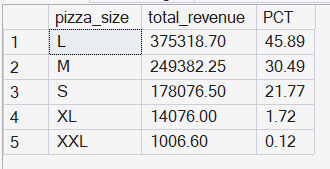 pizza_size total_revenue PCT
1 L 375318.70 45.89
2 M 249382.25 30.49
3 S 178076.50 21.77
4 XL 14076.00 1.72
5 XXL 1006.60 0.12